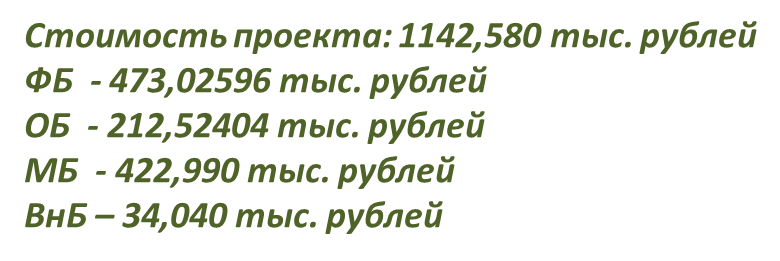 Стоимость проекта: 1142,580 тыс. рублей
ФБ - 473,02596 тыс. рублей
ОБ - 212,52404 тыс. рублей
МБ - 422,990 тыс. рублей
ВнБ – 34,040 тыс. рублей